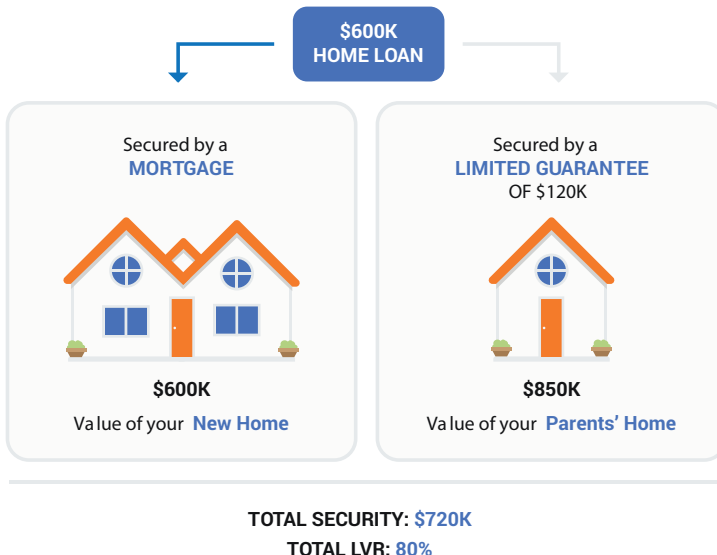 $600K
HOME LOAN
Secured by a
MORTGAGE
$600K
Value of your New Home
Secured by a
LIMITED GUARANTEE
OF $120K
$850K
Value of your Parents' Home
TOTAL SECURITY: $720K
TOTAL LVR: 80%